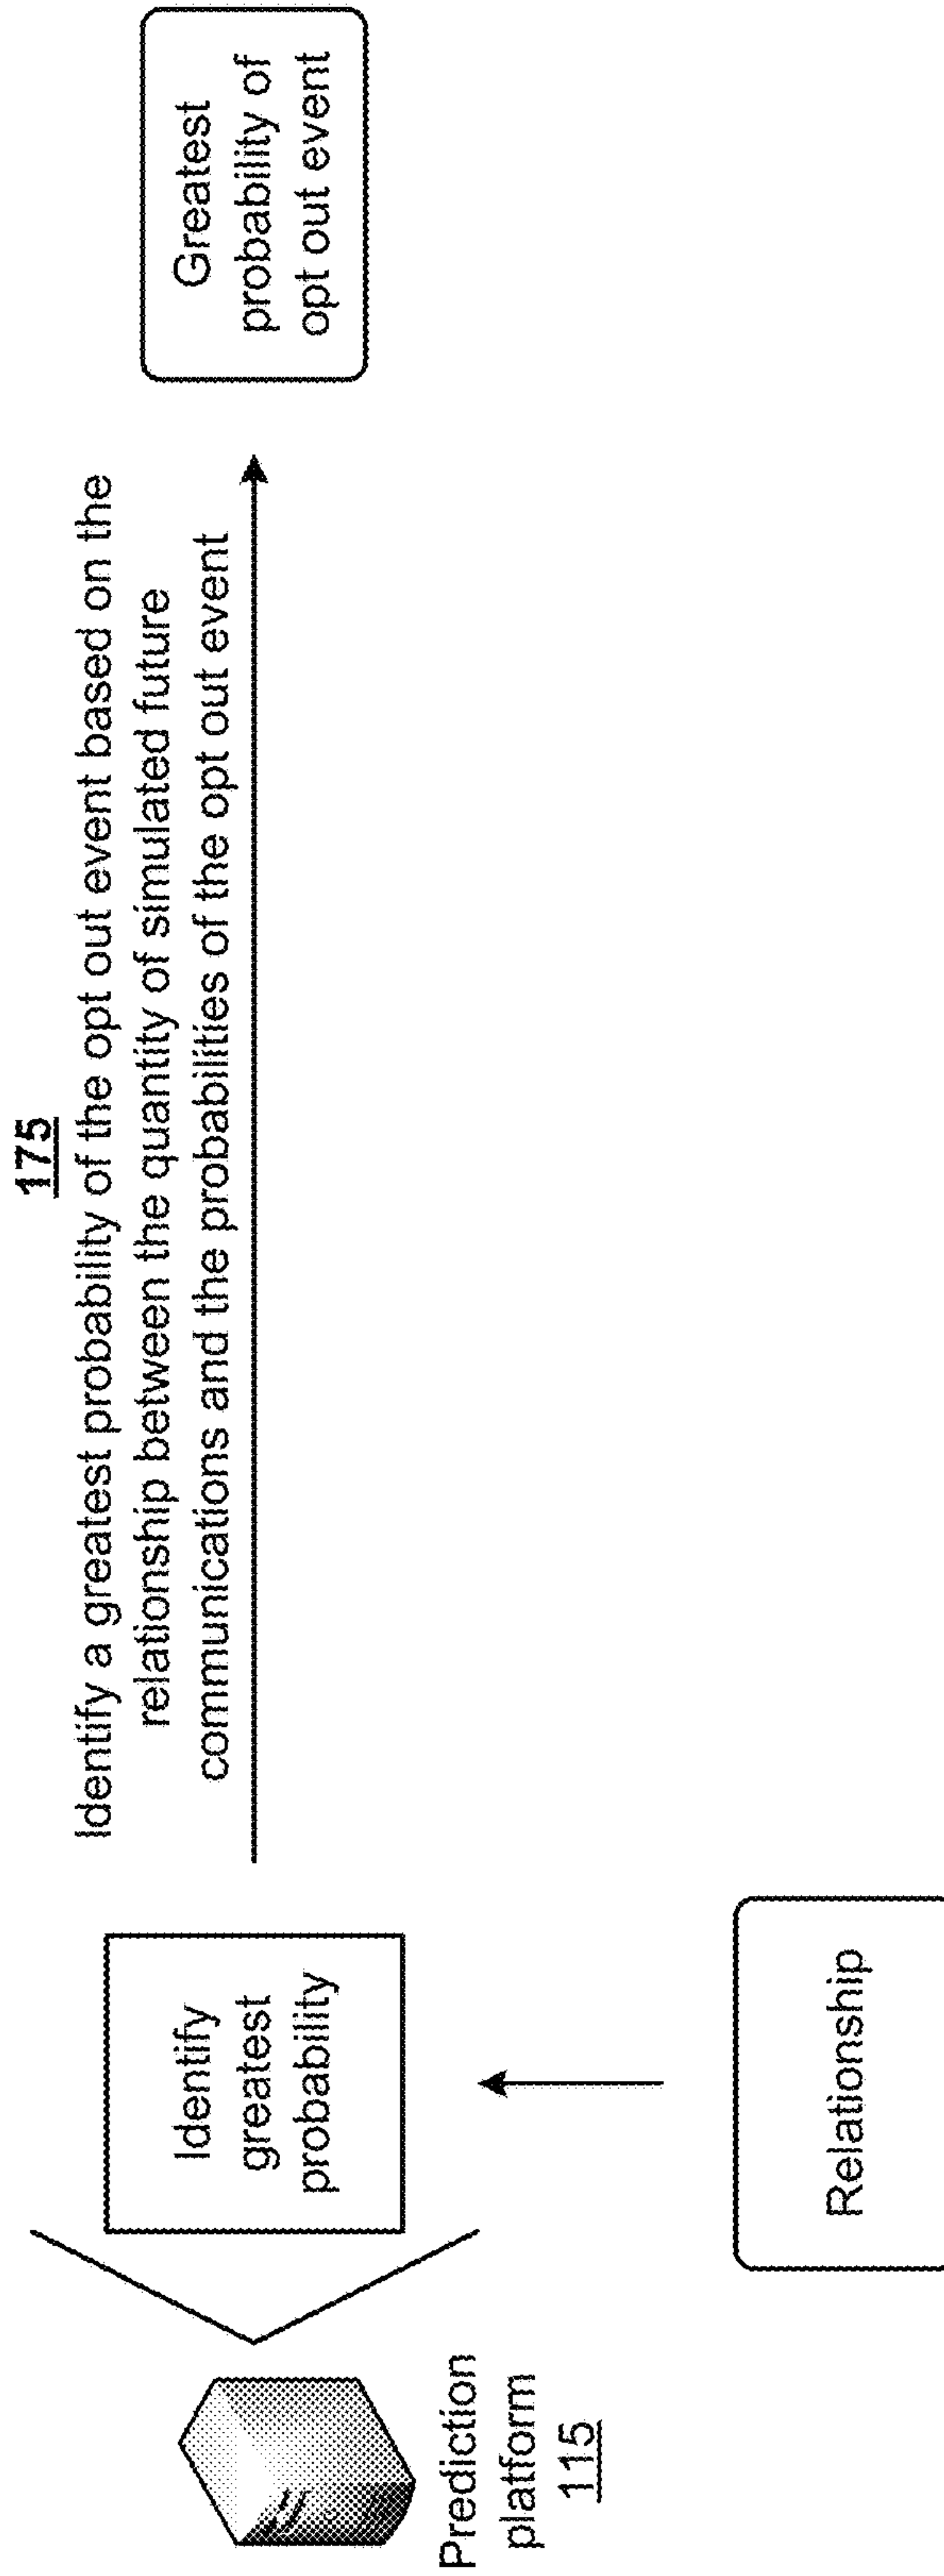 175
Identify a greatest probability of the opt out event based on the
relationship between the quantity of simulated future
communications and the probabilities of the opt out event
Prediction
platform
115
Identify
greatest
probability
Greatest
probability of
opt out event
Relationship